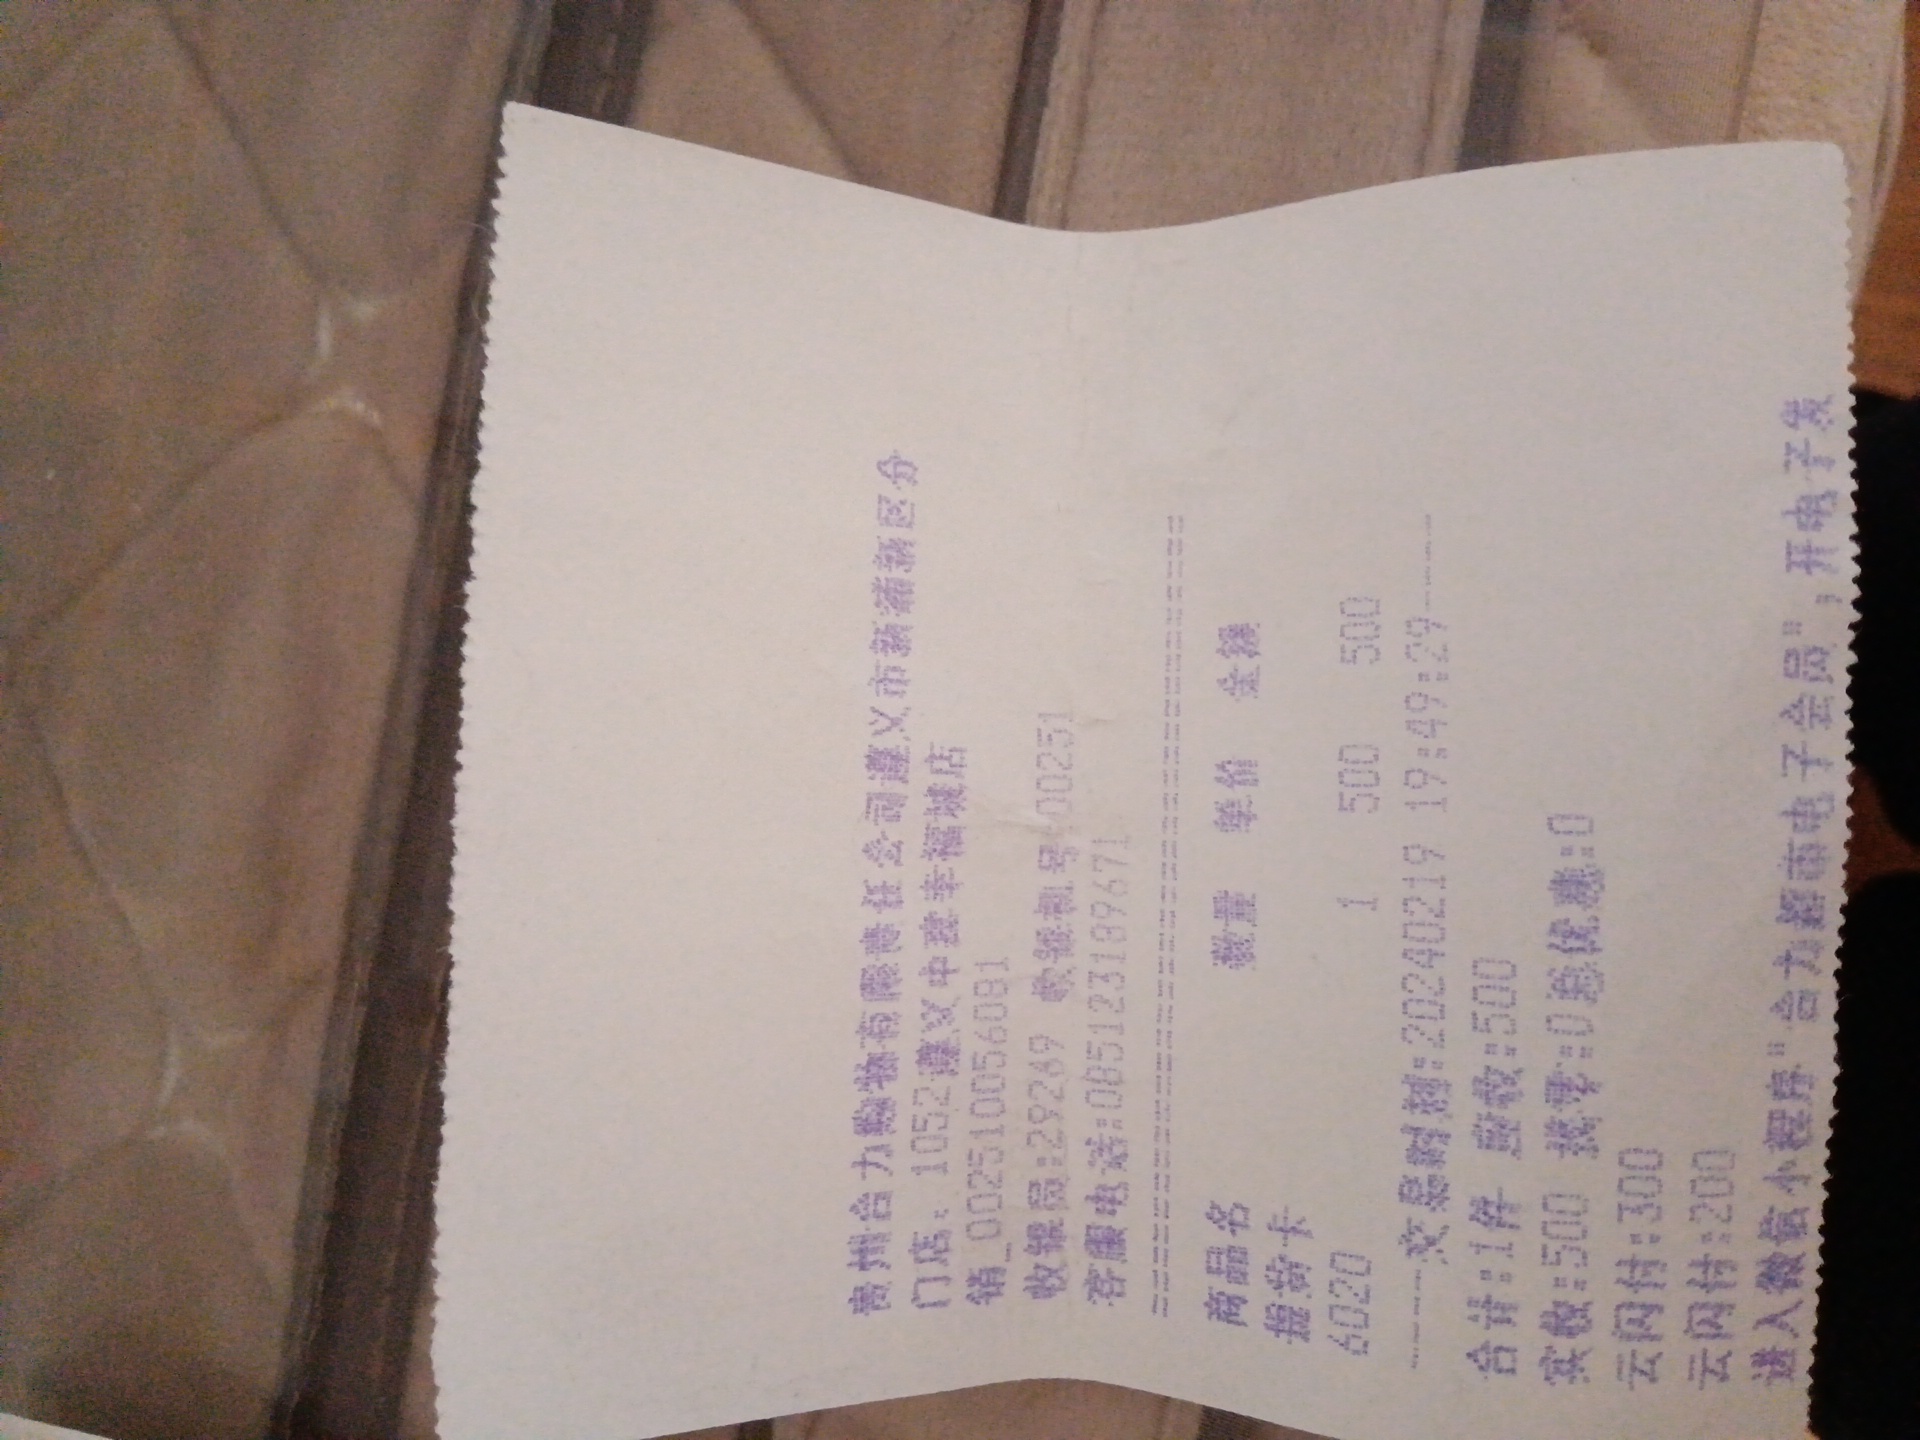 贵州合力购物有限责任公司遵义市新蒲新区分
门店: 1052遵义中建幸福城店
销_002510056081
收银员:29269 收银机号:00251
客服电话:085123189671
==========================================
商品名 数量 单价 金额
提货卡
6020 1 500 500
----交易时刻:20240219 19:49:29----
合计:1件 应收:500
实收:500 找零:0总优惠:0
云闪付:300
云闪付:200
进入微信小程序"合力超市电子会员",开电子发